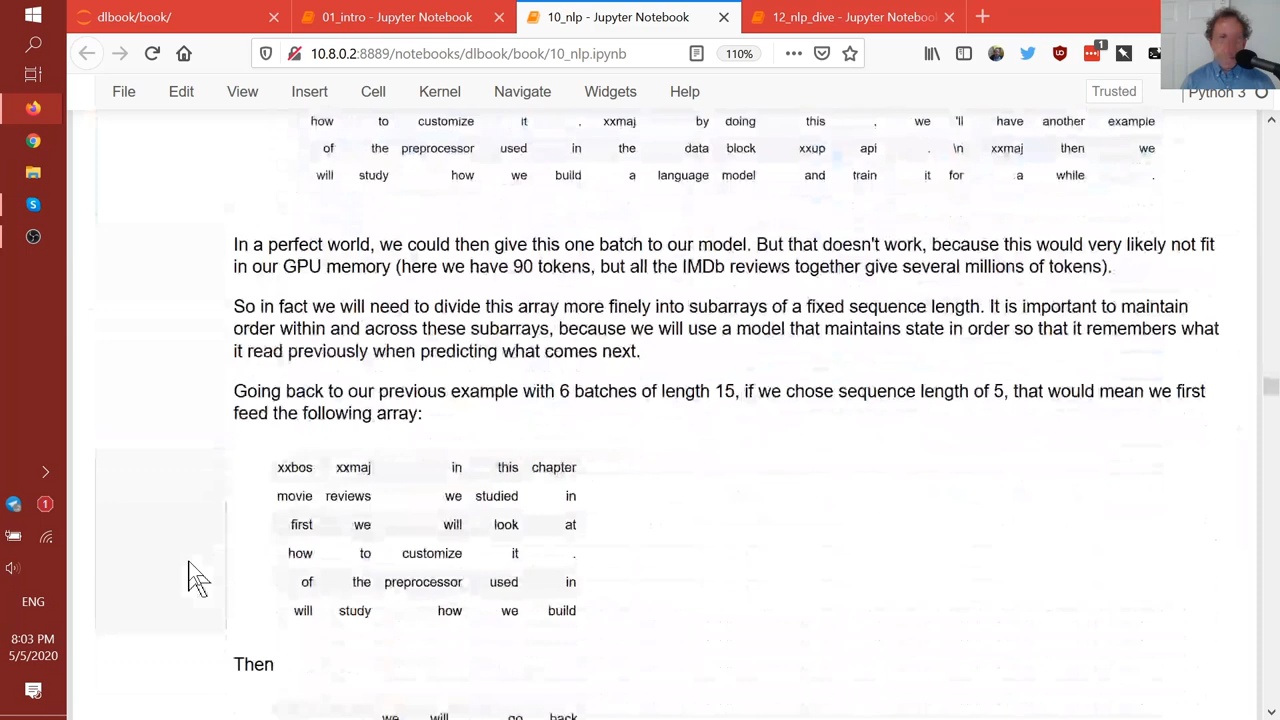 dlbook/book/
01_intro - Jupyter Notebook
10_nlp - Jupyter Notebook
12_nlp_dive - Jupyter Notebook
10.8.0.2:8889/notebooks/dlbook/book/10_nlp.ipynb
110%
1
File Edit View Insert Cell Kernel Navigate Widgets Help
Trusted
Python 3
how to customize it . xxmaj by doing this , we 'll have another example
of the preprocessor used in the data block xxup api . \n xxmaj then we
will study how we build a language model and train it for a while .
In a perfect world, we could then give this one batch to our model. But that doesn't work, because this would very likely not fit
in our GPU memory (here we have 90 tokens, but all the IMDb reviews together give several millions of tokens).
So in fact we will need to divide this array more finely into subarrays of a fixed sequence length. It is important to maintain
order within and across these subarrays, because we will use a model that maintains state in order so that it remembers what
it read previously when predicting what comes next.
Going back to our previous example with 6 batches of length 15, if we chose sequence length of 5, that would mean we first
feed the following array:
xxbos xxmaj in this chapter
movie reviews we studied in
first we will look at
how to customize it .
of the preprocessor used in
will study how we build
Then
we will go back
1
ENG
8:03 PM
5/5/2020